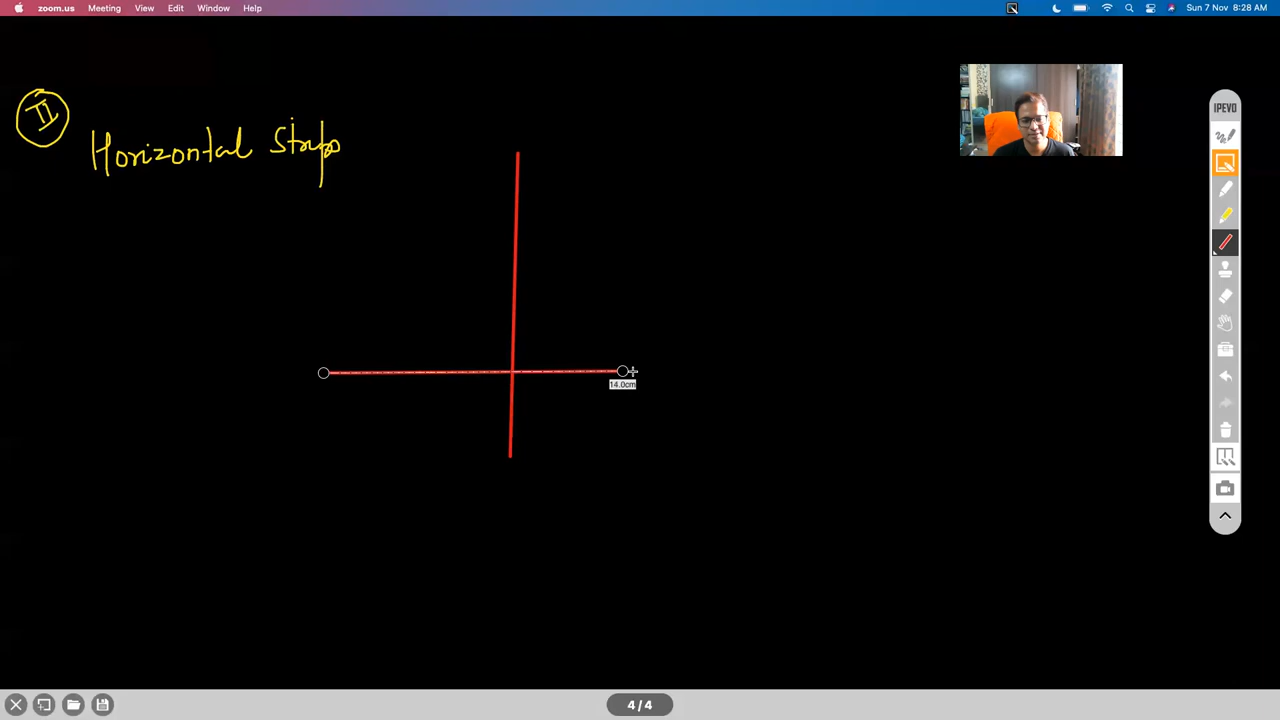 zoom.us Meeting View Edit Window Help Sun 7 Nov 8:28 AM
II
Horizontal Strips
IPEVO
14.0cm
4 / 4